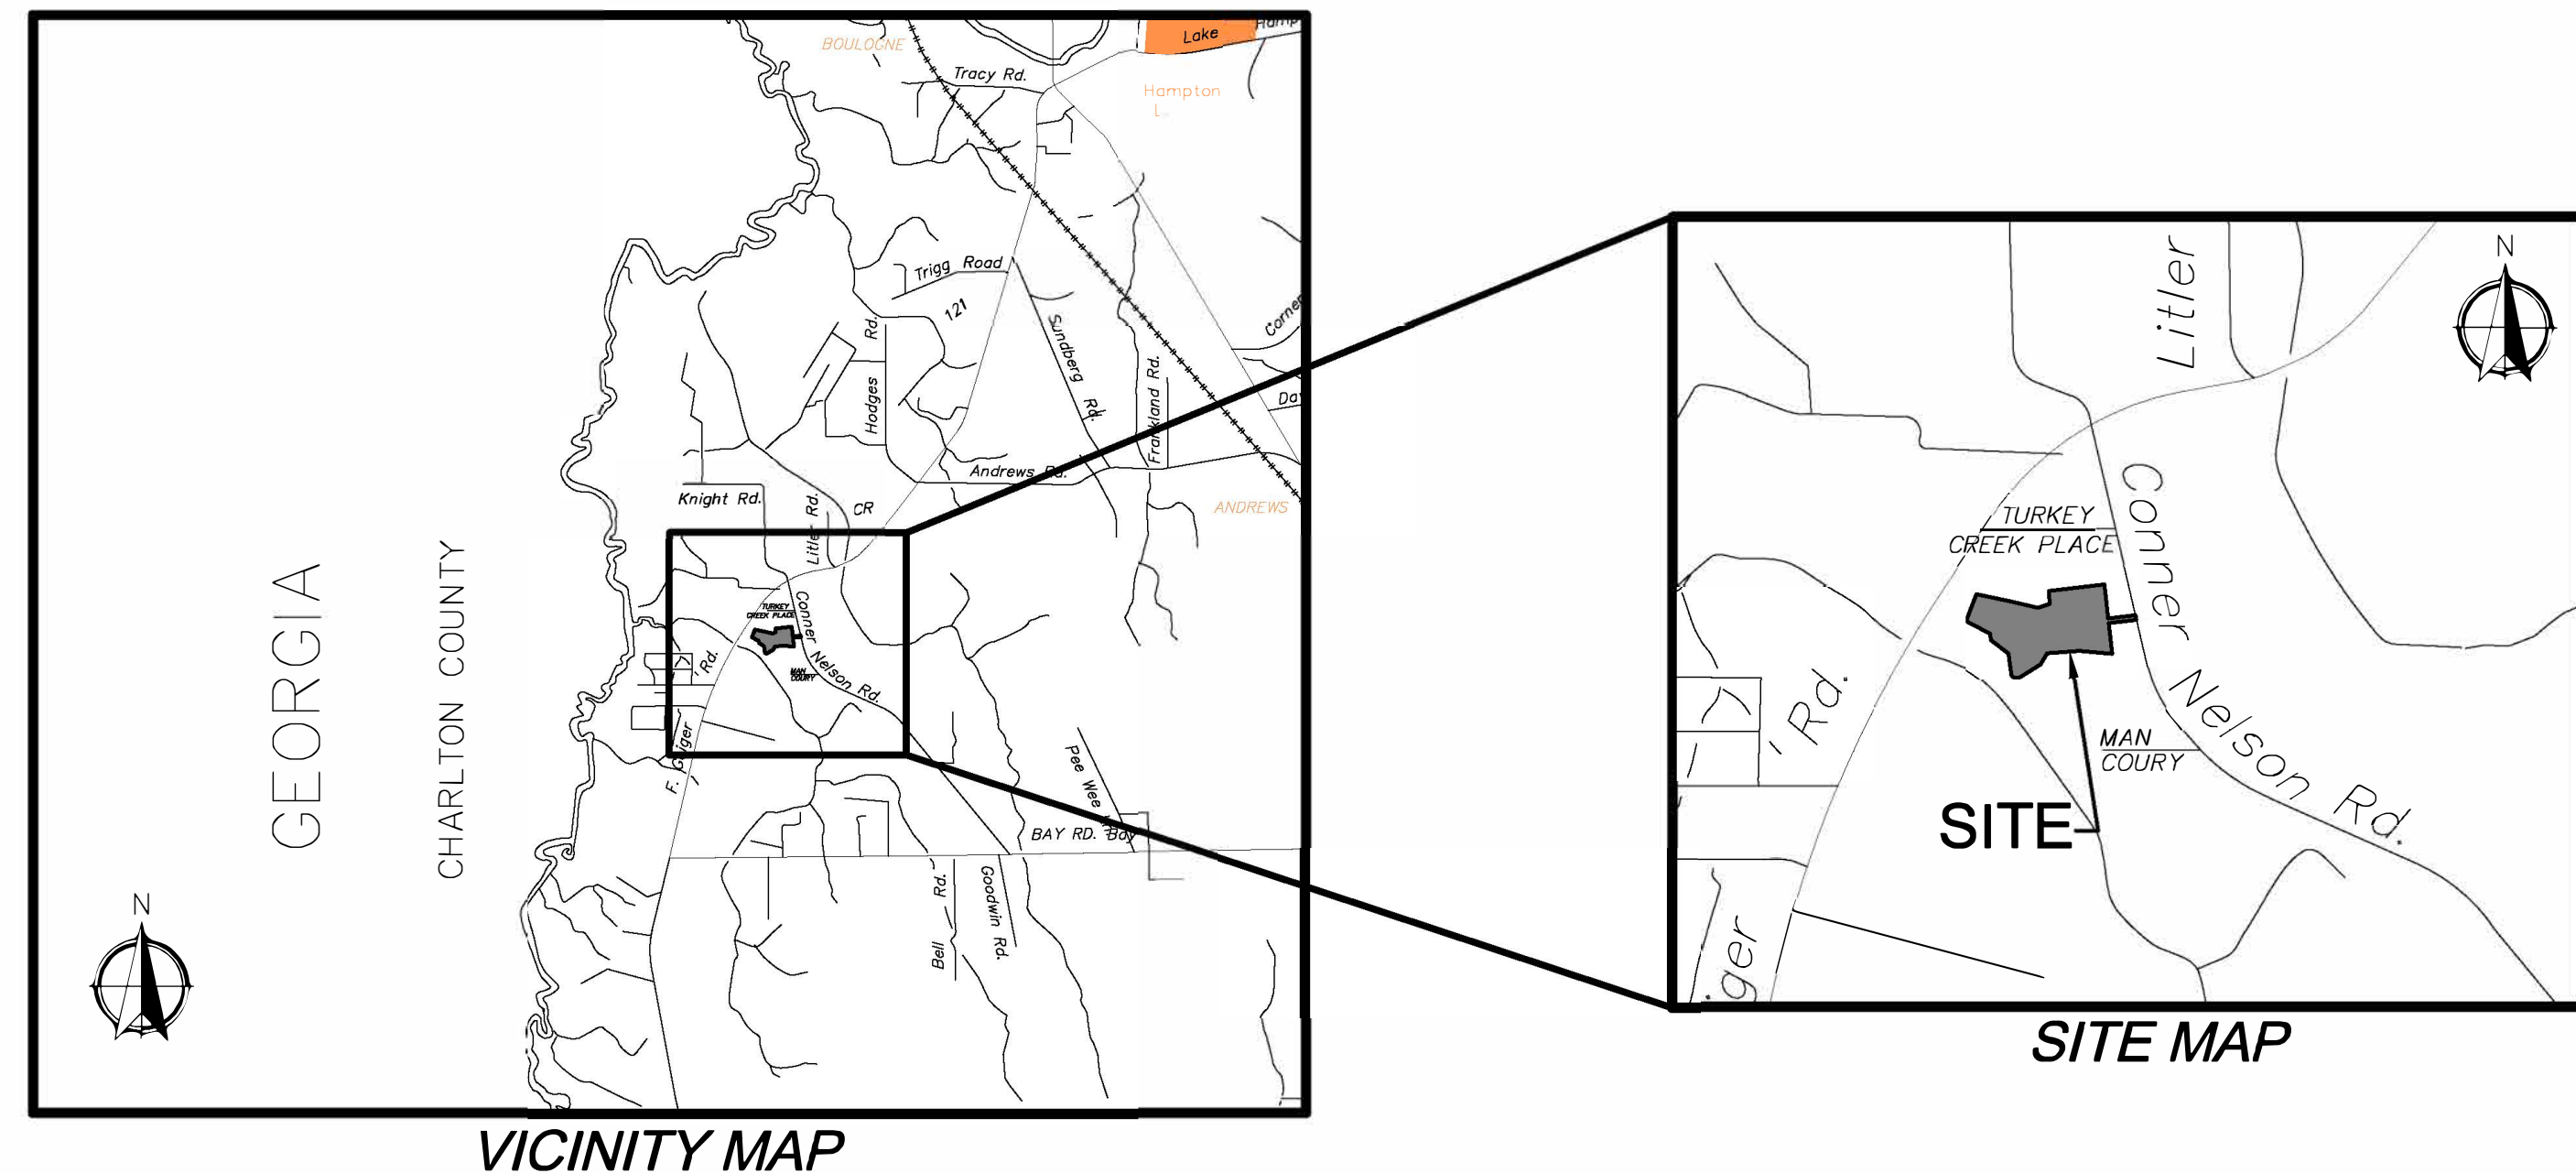 BOULOGNE
Lake
Tracy Rd.
Hampton
L
Trigg Road
121
Rd.
Hodges
Sundberg Rd.
Frankland Rd.
Andrews Rd.
Knight Rd.
Litler Rd.
CR
ANDREWS
GEORGIA
CHARLTON COUNTY
TURKEY
CREEK PLACE
Conner Nelson Rd.
MAN
COURY
Rd.
F. Geiger
Pee Wee
BAY RD. Bay
Bell Rd.
Goodwin Rd.
N
VICINITY MAP
Litler
N
TURKEY
CREEK PLACE
Conner Nelson Rd.
Rd.
MAN
COURY
SITE
iger
SITE MAP